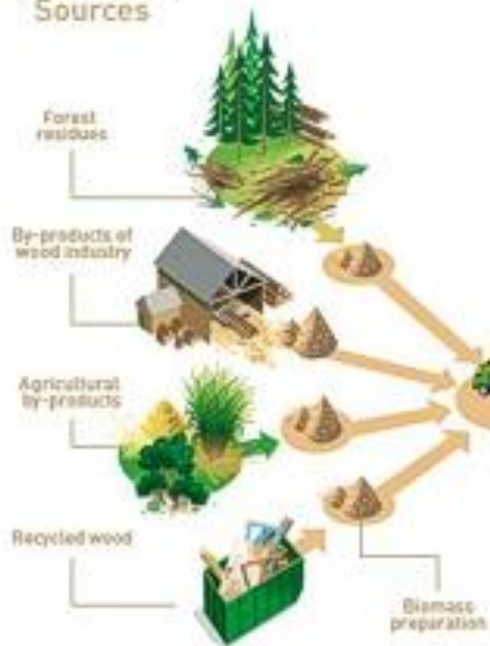 Sources
Forest
residues
By-products of
wood industry
Agricultural
by-products
Recycled wood
Biomass
preparation